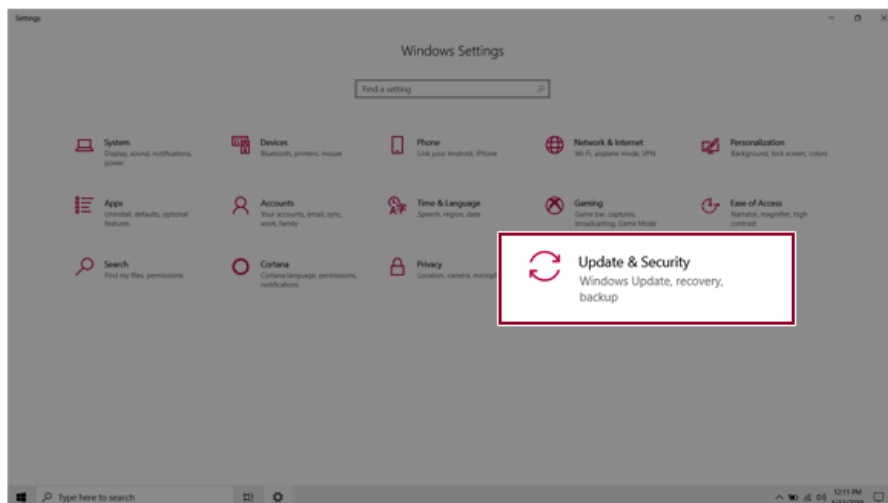 Settings
Windows Settings
Find a setting
System
Display, sound, notifications,
power
Devices
Bluetooth, printers, mouse
Phone
Link your Android, iPhone
Network & Internet
Wi-Fi, airplane mode, VPN
Personalization
Background, lock screen, colors
Apps
Uninstall, defaults, optional
features
Accounts
Your accounts, email, sync,
work, family
Time & Language
Speech, region, date
Gaming
Game bar, captures,
broadcasting, Game Mode
Ease of Access
Narrator, magnifier, high
contrast
Search
Find my files, permissions
Cortana
Cortana language, permissions,
notifications
Privacy
Location, camera, microph
Update & Security
Windows Update, recovery,
backup
Type here to search
12:11 PM